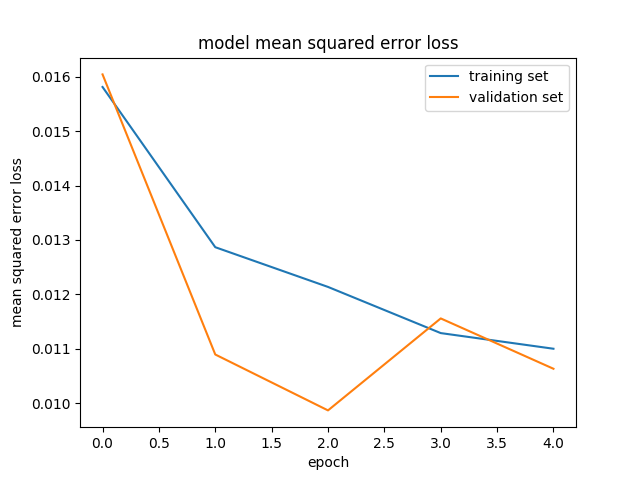 model mean squared error loss
training set
validation set
0.016
0.015
0.014
0.013
0.012
0.011
0.010
mean squared error loss
0.0 0.5 1.0 1.5 2.0 2.5 3.0 3.5 4.0
epoch